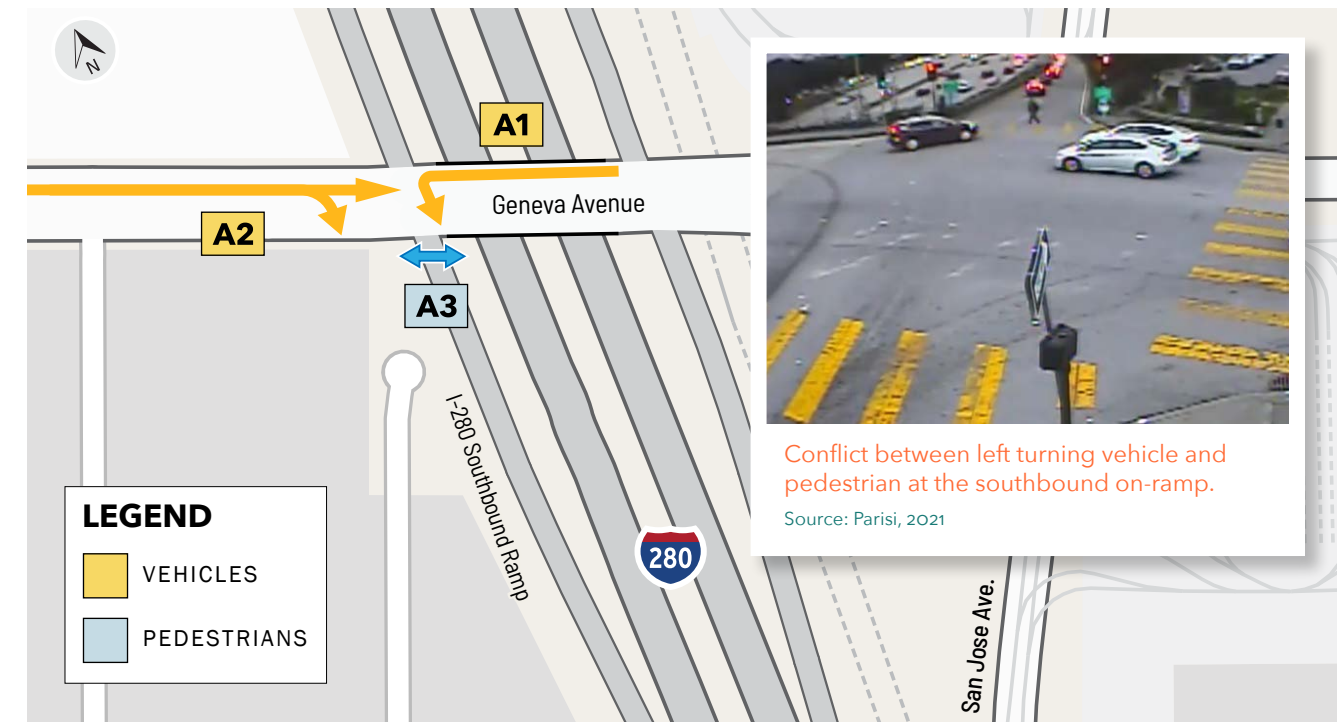 N
A1
Geneva Avenue
A2
A3
I-280 Southbound Ramp
280
San Jose Ave.
LEGEND
VEHICLES
PEDESTRIANS
Conflict between left turning vehicle and
pedestrian at the southbound on-ramp.
Source: Parisi, 2021